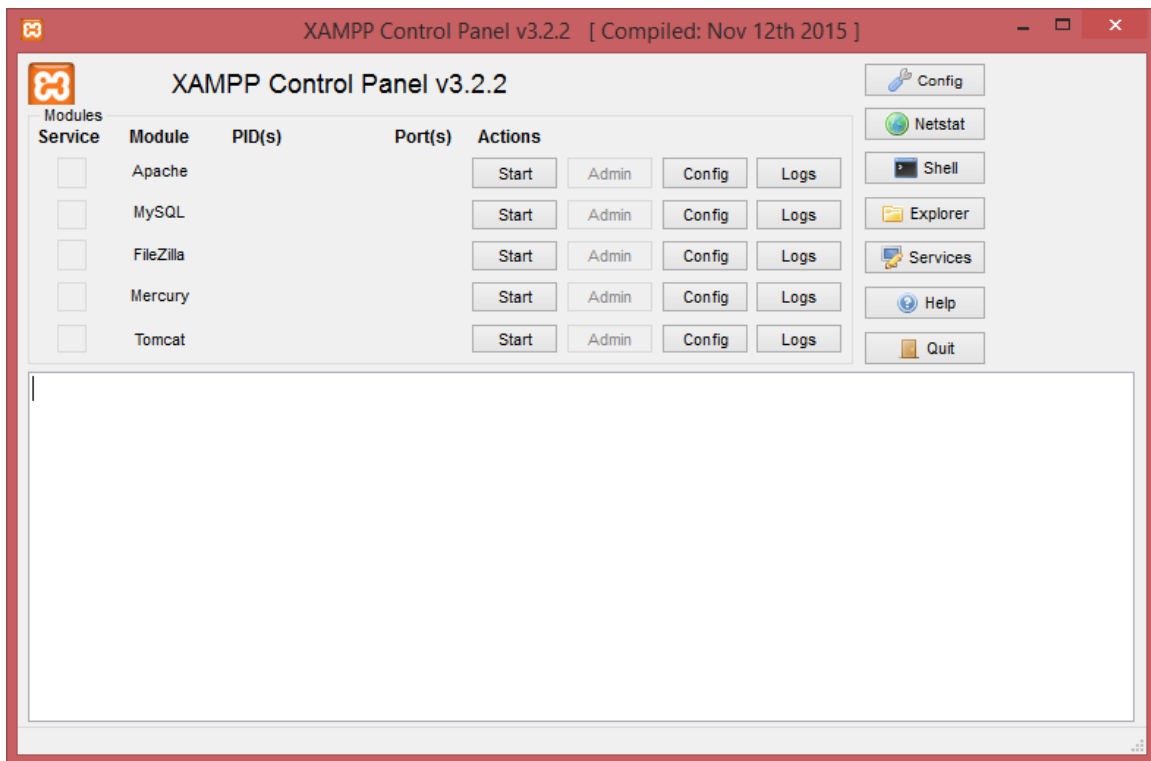 XAMPP Control Panel v3.2.2 [ Compiled: Nov 12th 2015 ]
XAMPP Control Panel v3.2.2
Config
Modules
Service Module PID(s) Port(s) Actions
Netstat
Apache Start Admin Config Logs
Shell
MySQL Start Admin Config Logs
Explorer
FileZilla Start Admin Config Logs
Services
Mercury Start Admin Config Logs
Help
Tomcat Start Admin Config Logs
Quit